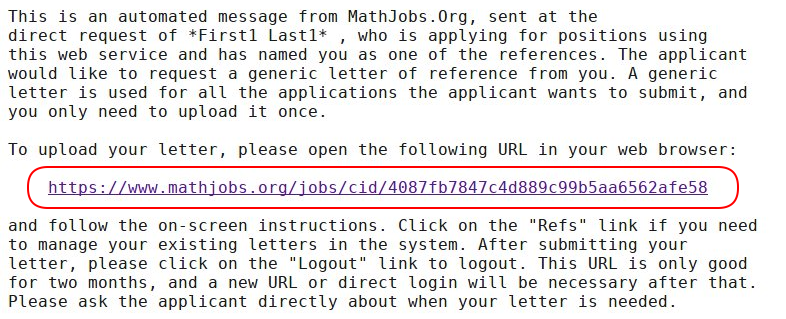 This is an automated message from MathJobs.Org, sent at the
direct request of *First1 Last1* , who is applying for positions using
this web service and has named you as one of the references. The applicant
would like to request a generic letter of reference from you. A generic
letter is used for all the applications the applicant wants to submit, and
you only need to upload it once.
To upload your letter, please open the following URL in your web browser:
https://www.mathjobs.org/jobs/cid/4087fb7847c4d889c99b5aa6562afe58
and follow the on-screen instructions. Click on the "Refs" link if you need
to manage your existing letters in the system. After submitting your
letter, please click on the "Logout" link to logout. This URL is only good
for two months, and a new URL or direct login will be necessary after that.
Please ask the applicant directly about when your letter is needed.